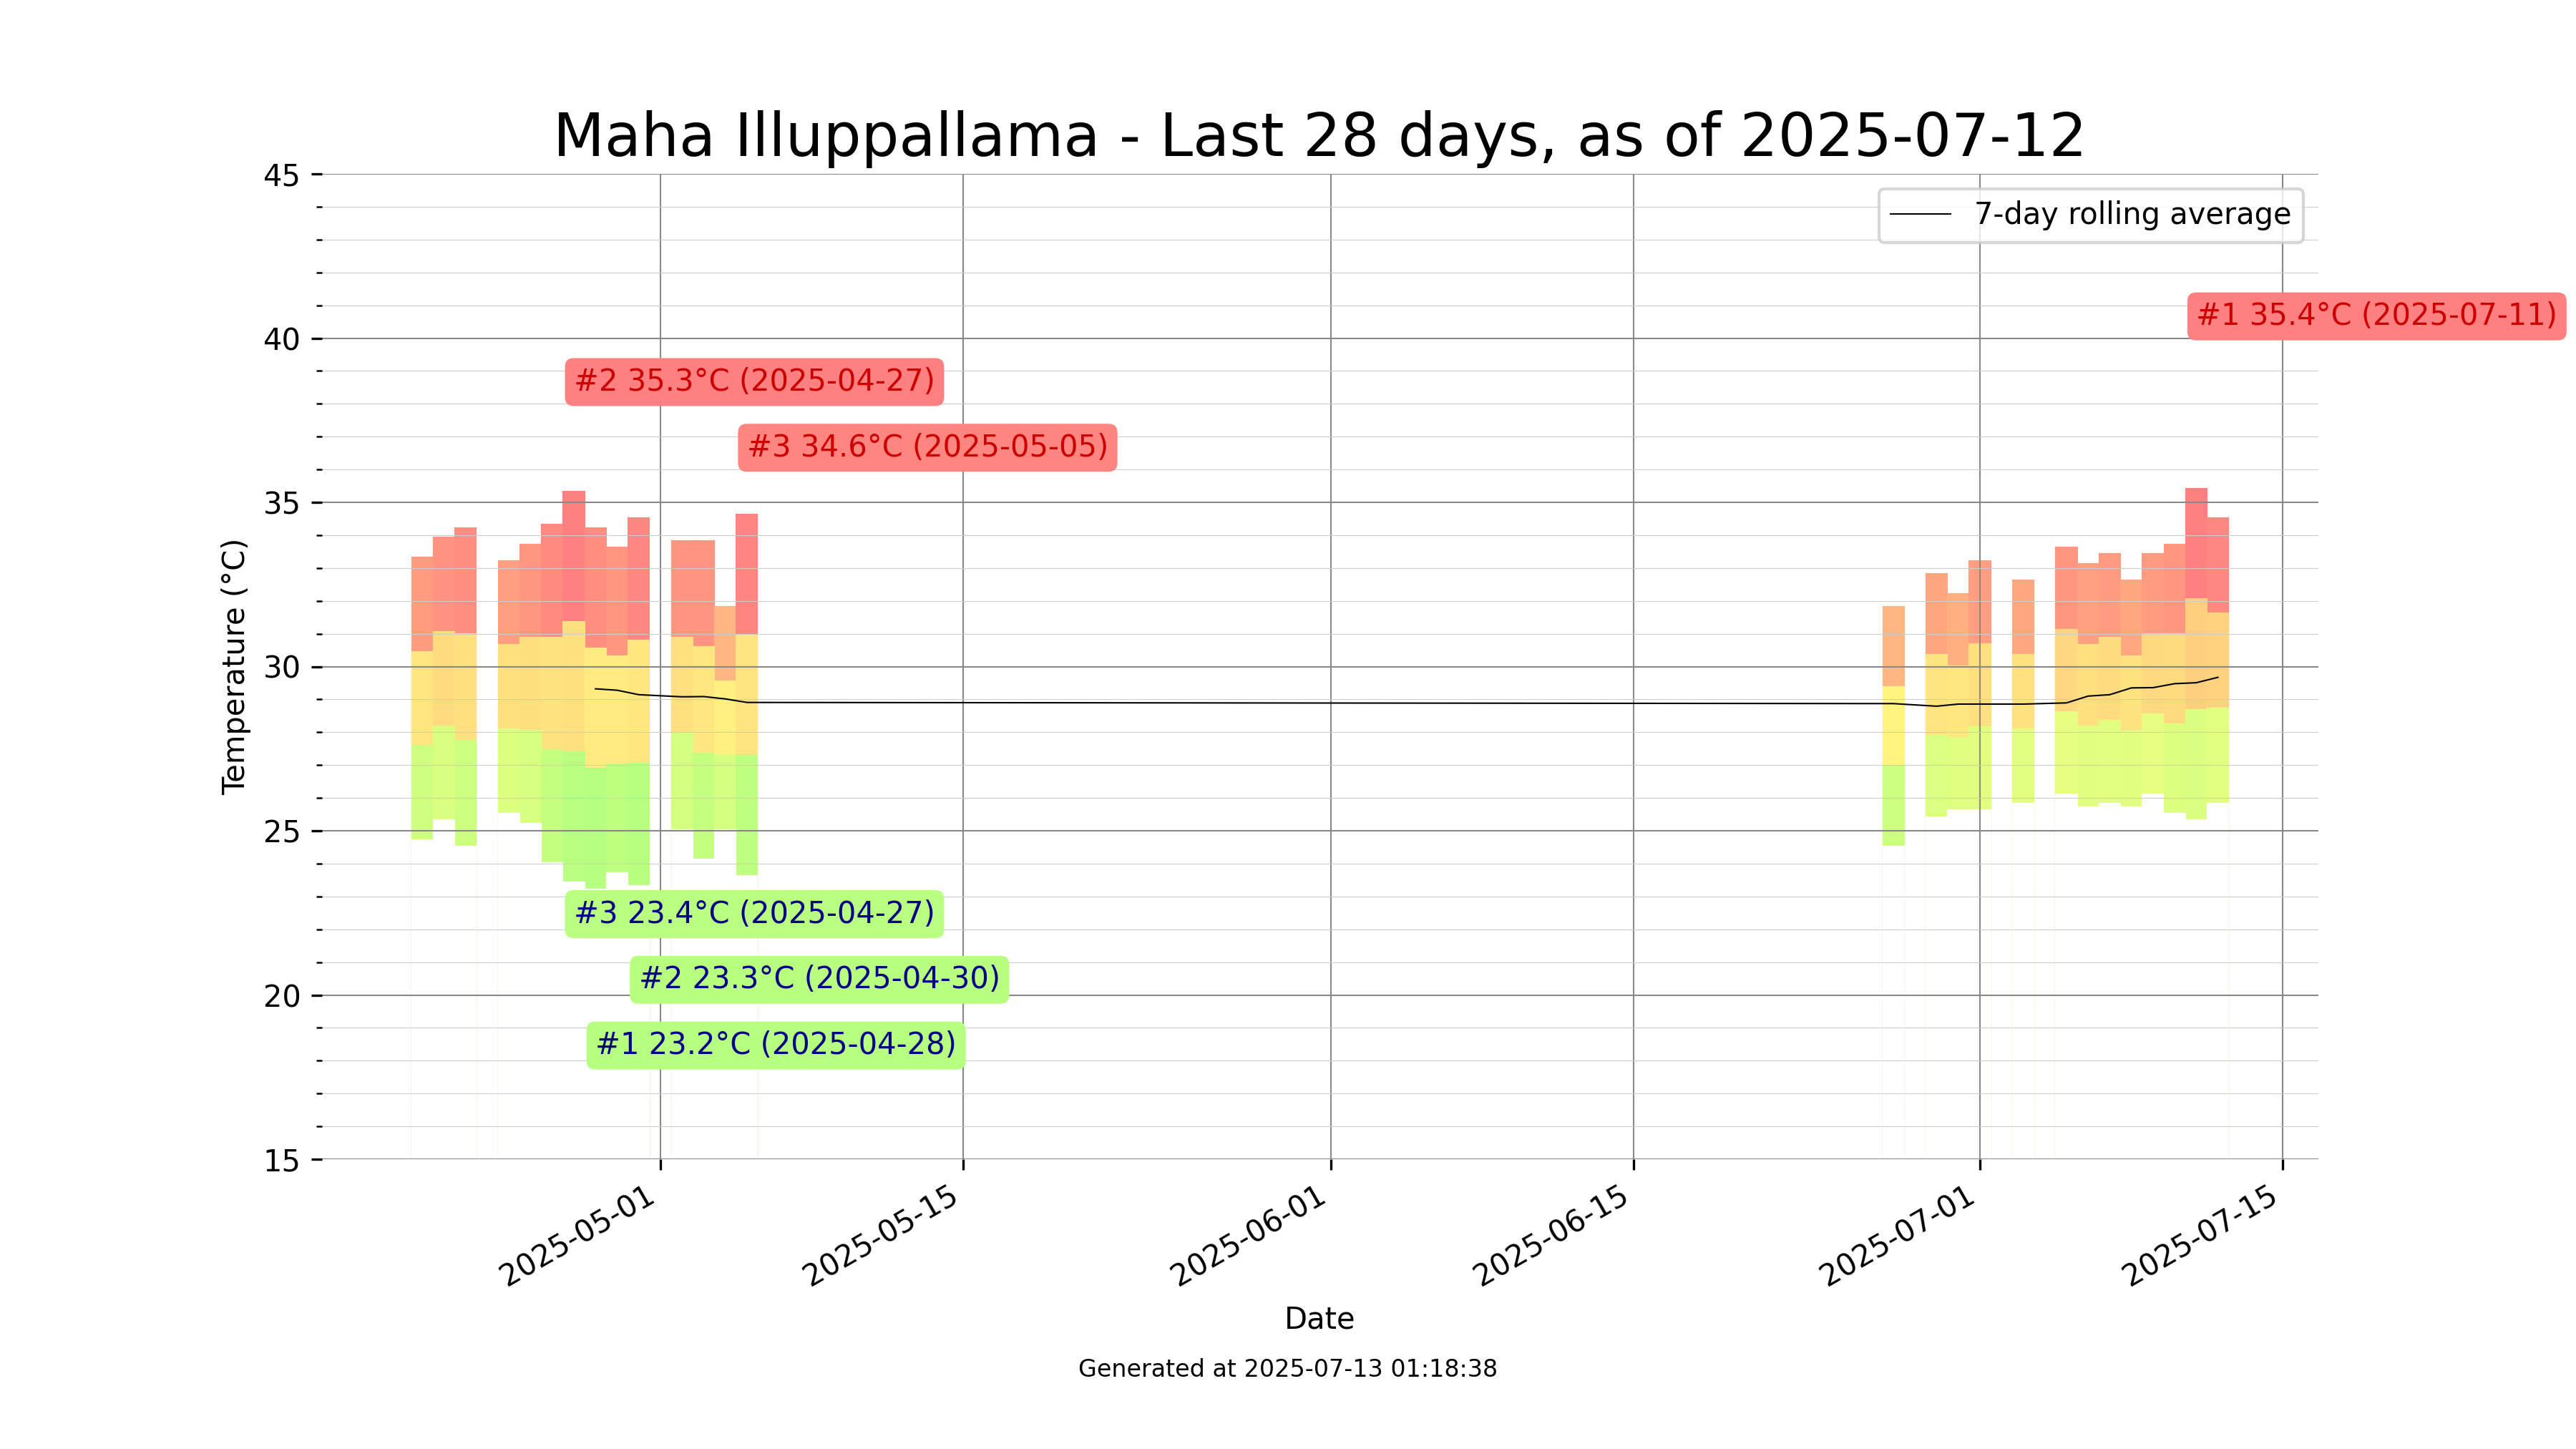 Maha Illuppallama - Last 28 days, as of 2025-07-12
45
40
35
30
25
20
15
Temperature (°C)
7-day rolling average
#1 35.4°C (2025-07-11)
#2 35.3°C (2025-04-27)
#3 34.6°C (2025-05-05)
#3 23.4°C (2025-04-27)
#2 23.3°C (2025-04-30)
#1 23.2°C (2025-04-28)
2025-05-01
2025-05-15
2025-06-01
2025-06-15
2025-07-01
2025-07-15
Date
Generated at 2025-07-13 01:18:38